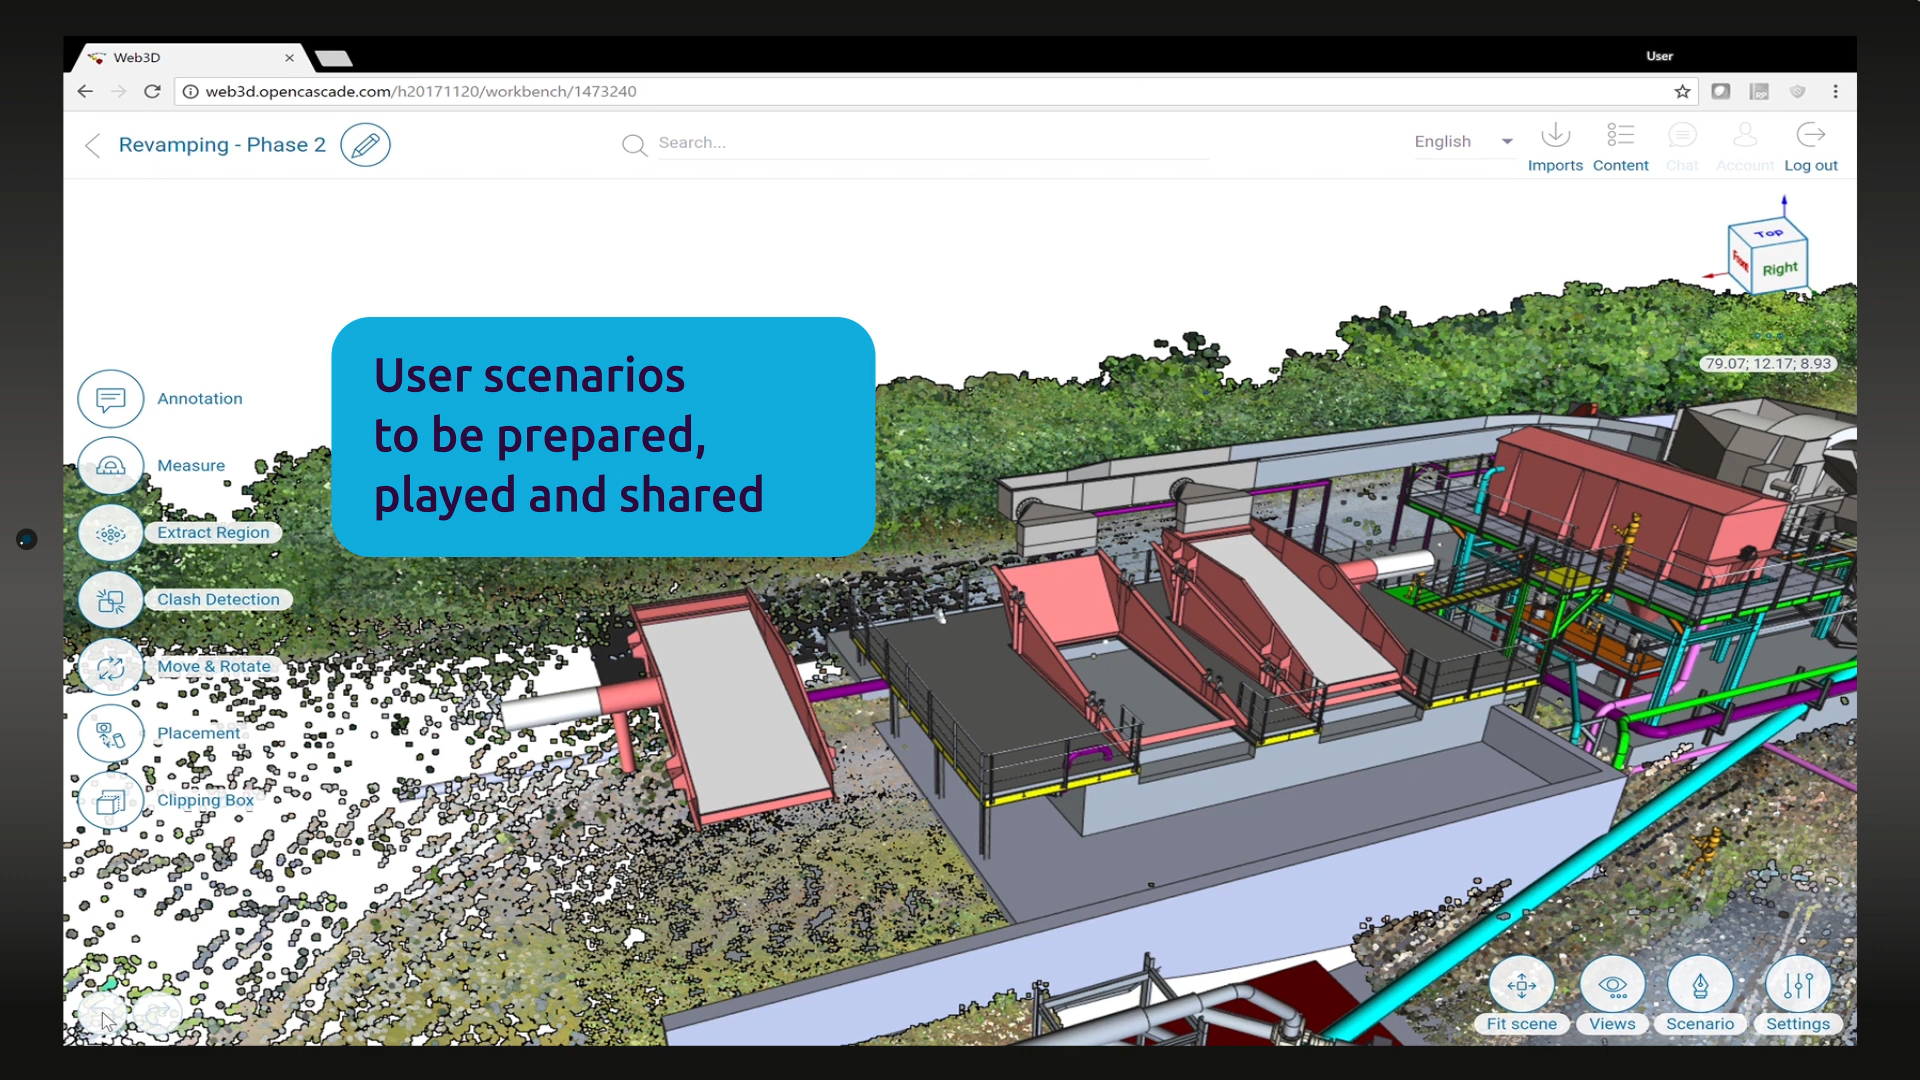 Web3D
User
web3d.opencascade.com/h20171120/workbench/1473240
RP
Revamping - Phase 2
Search...
English
Imports
Content
Chat
Account
Log out
Top
Front
Right
79.07; 12.17; 8.93
User scenarios
to be prepared,
played and shared
Annotation
Measure
Extract Region
Clash Detection
Move & Rotate
Placement
Clipping Box
Fit scene
Views
Scenario
Settings